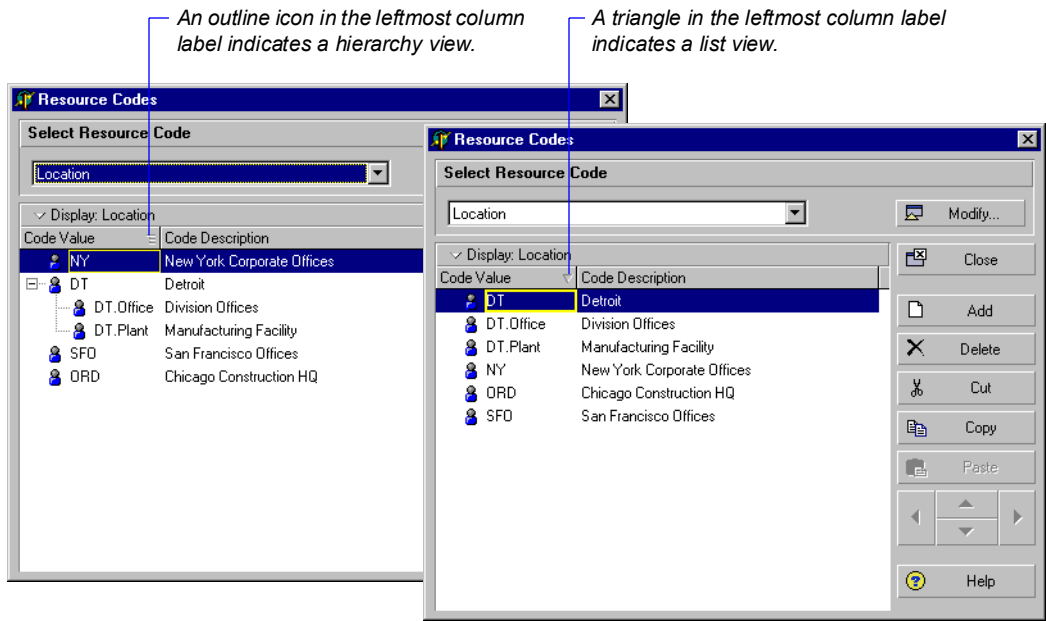 An outline icon in the leftmost column
label indicates a hierarchy view.
A triangle in the leftmost column label
indicates a list view.
Resource Codes
Select Resource Code
Location
Display: Location
Code Value Code Description
NY New York Corporate Offices
DT Detroit
DT.Office Division Offices
DT.Plant Manufacturing Facility
SFO San Francisco Offices
ORD Chicago Construction HQ
Resource Codes
Select Resource Code
Location
Modify...
Display: Location
Code Value Code Description
DT Detroit
DT.Office Division Offices
DT.Plant Manufacturing Facility
NY New York Corporate Offices
ORD Chicago Construction HQ
SFO San Francisco Offices
Close
Add
Delete
Cut
Copy
Paste
Help